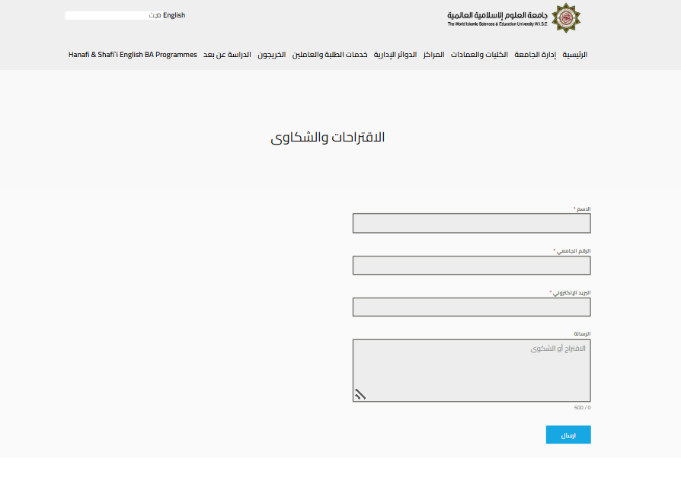 جامعة العلوم الإسلامية العالمية
The World Islamic Sciences & Education University W.I.S.E
English
بحث
الرئيسية إدارة الجامعة الكليات والعمادات المراكز الدوائر الإدارية خدمات الطلبة والعاملين الخريجون الدراسة عن بعد Hanafi & Shafi'i English BA Programmes
الاقتراحات والشكاوى
الاسم *
الرقم الجامعي *
البريد الإلكتروني *
الرسالة
الاقتراح أو الشكوى
0 / 500
ارسال